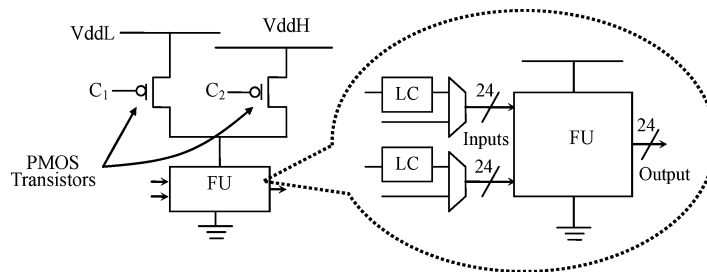 VddL
VddH
C₁
C₂
PMOS
Transistors
FU
LC
24
Inputs
LC
24
FU
24
Output